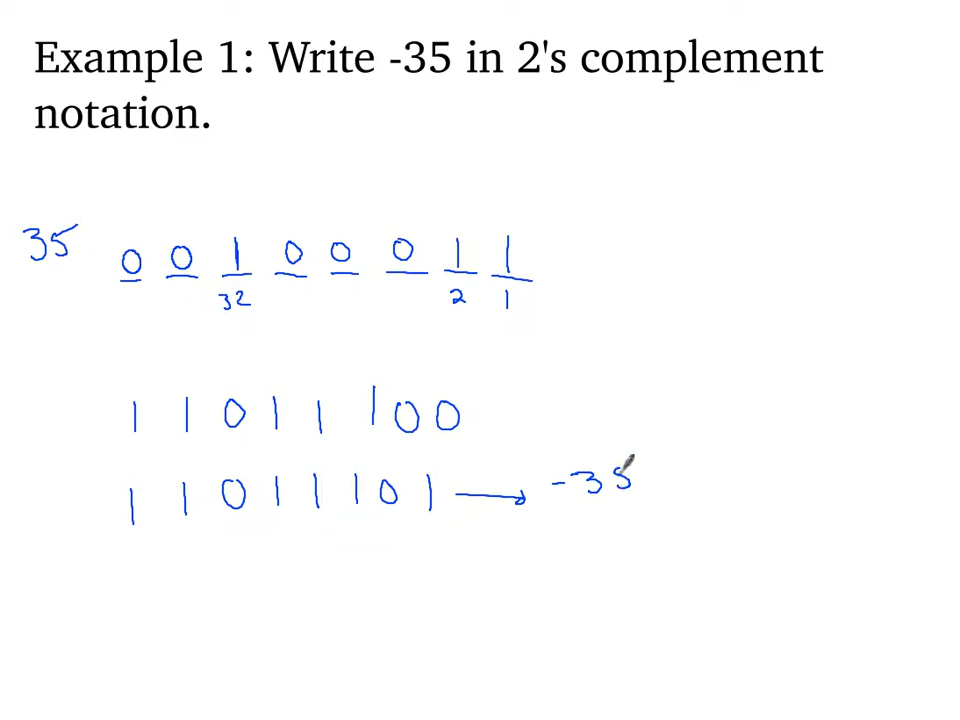 Example 1: Write -35 in 2's complement
notation.
35 0 0 1 0 0 0 1 1
32 2 1
1 1 0 1 1 1 0 0
1 1 0 1 1 1 0 1 → -35